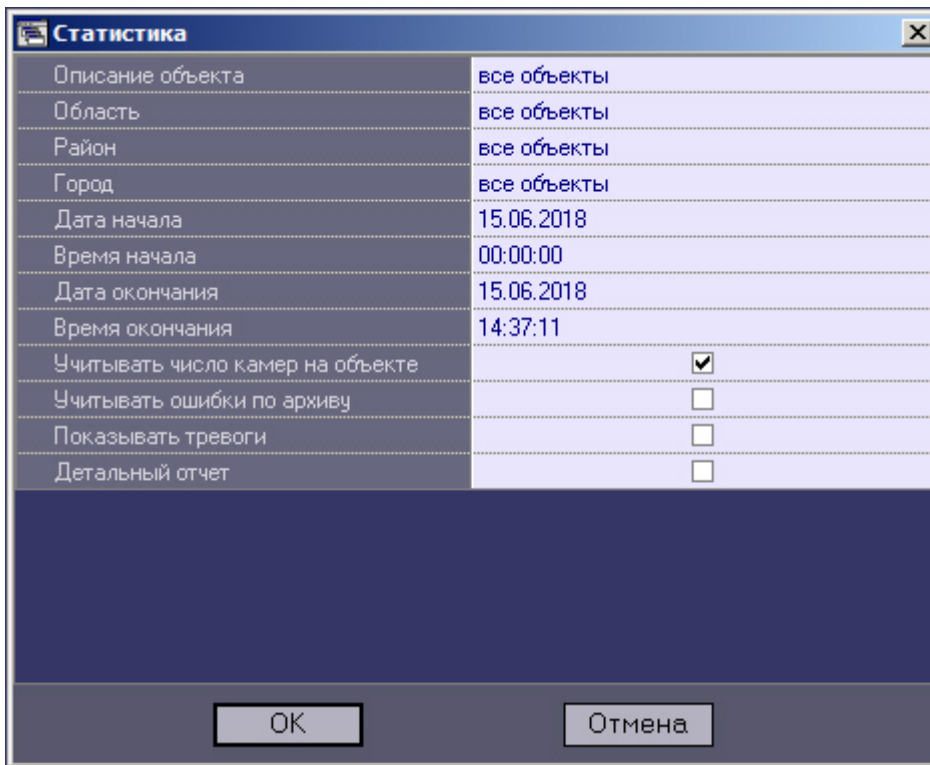 Статистика
Описание объекта все объекты
Область все объекты
Район все объекты
Город все объекты
Дата начала 15.06.2018
Время начала 00:00:00
Дата окончания 15.06.2018
Время окончания 14:37:11
Учитывать число камер на объекте
Учитывать ошибки по архиву
Показывать тревоги
Детальный отчет
OK Отмена